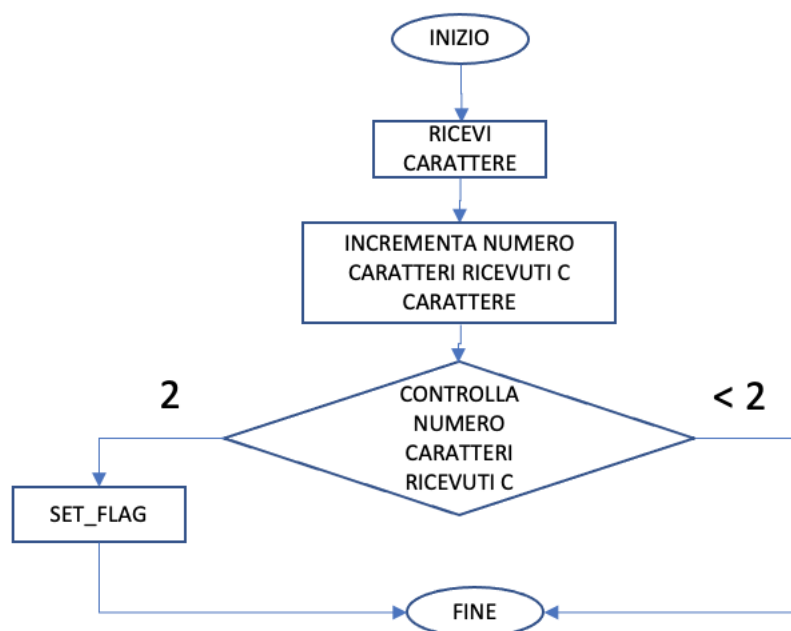 INIZIO
RICEVI
CARATTERE
INCREMENTA NUMERO
CARATTERI RICEVUTI C
CARATTERE
2
< 2
CONTROLLA
NUMERO
CARATTERI
RICEVUTI C
SET_FLAG
FINE